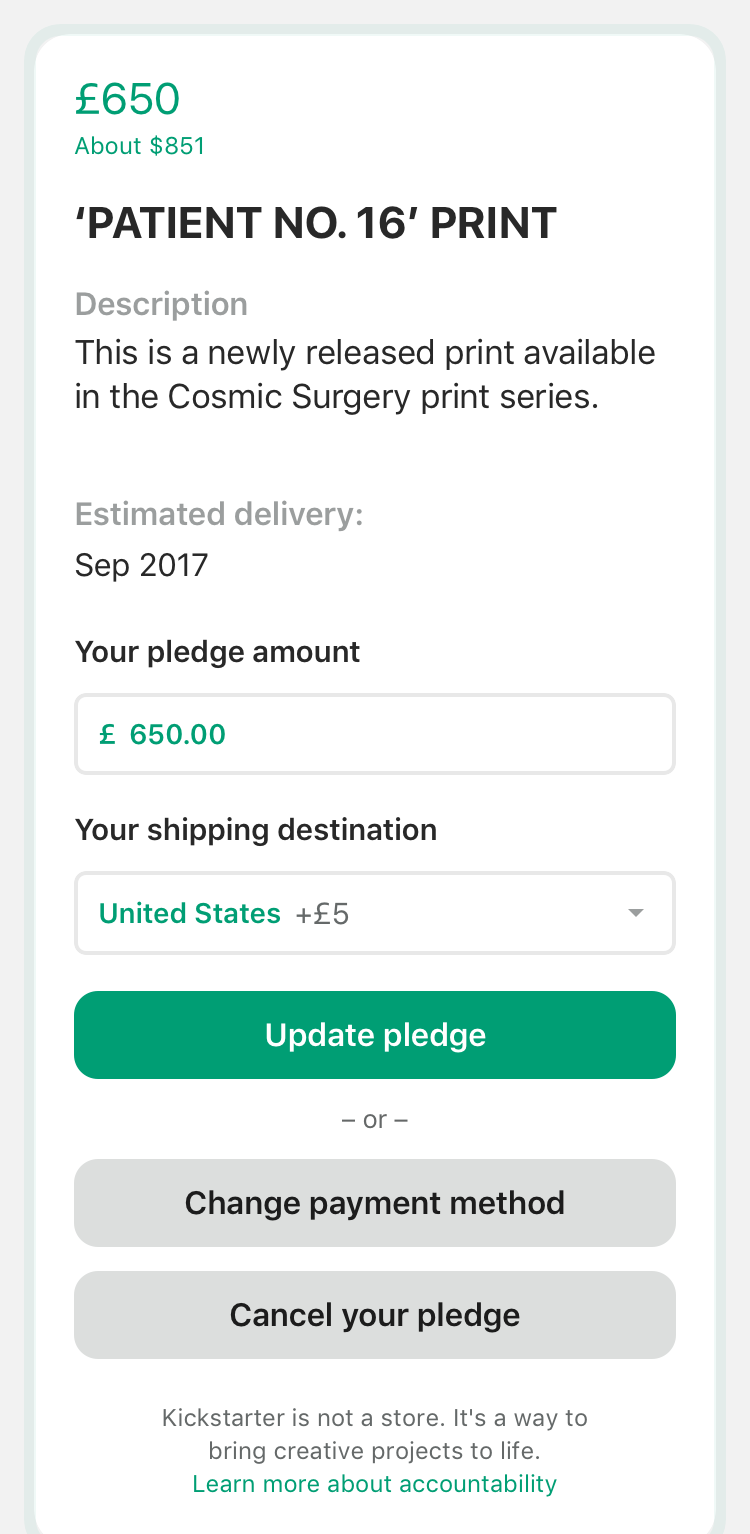 £650
About $851
‘PATIENT NO. 16’ PRINT
Description
This is a newly released print available
in the Cosmic Surgery print series.
Estimated delivery:
Sep 2017
Your pledge amount
£ 650.00
Your shipping destination
United States +£5
Update pledge
– or –
Change payment method
Cancel your pledge
Kickstarter is not a store. It's a way to
bring creative projects to life.
Learn more about accountability